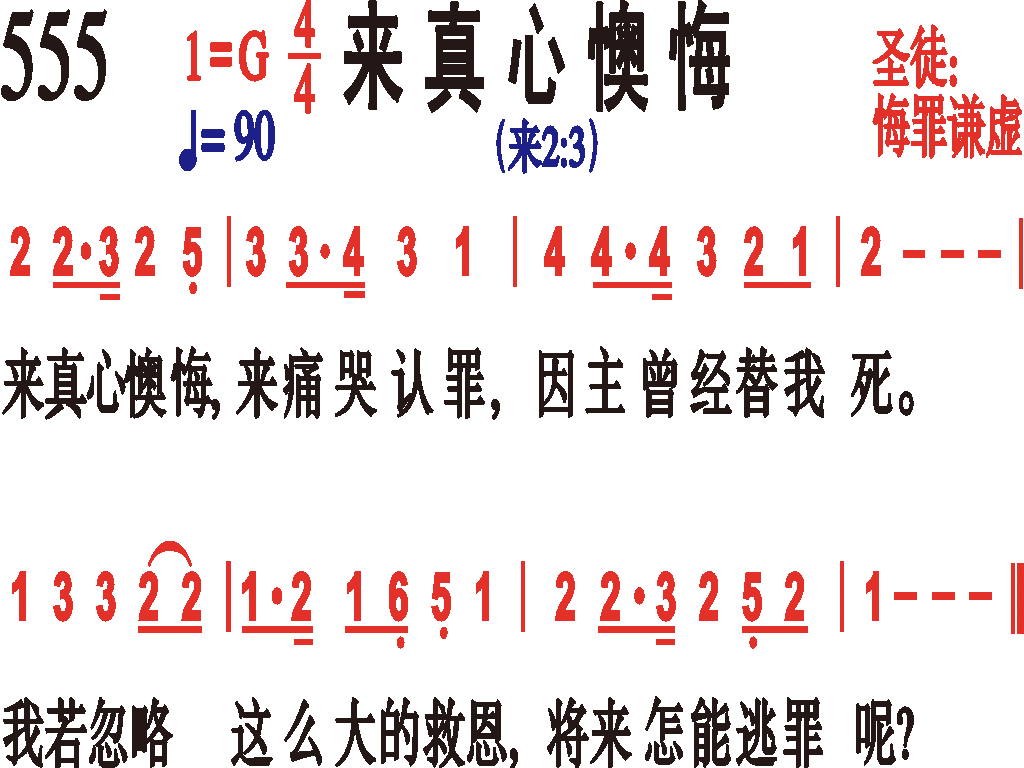 555 1=G 4/4 来真心懊悔 圣徒:
♩=90 (来2:3) 悔罪谦虚
2 2·3 2 5 | 3 3·4 3 1 | 4 4·4 3 2 1 | 2 - - - |
来真心懊悔,来痛哭认罪,因主曾经替我死。
1 3 3 2 2 | 1·2 1 6 5 1 | 2 2·3 2 5 2 | 1 - - - ‖
我若忽略 这么大的救恩,将来怎能逃罪呢?